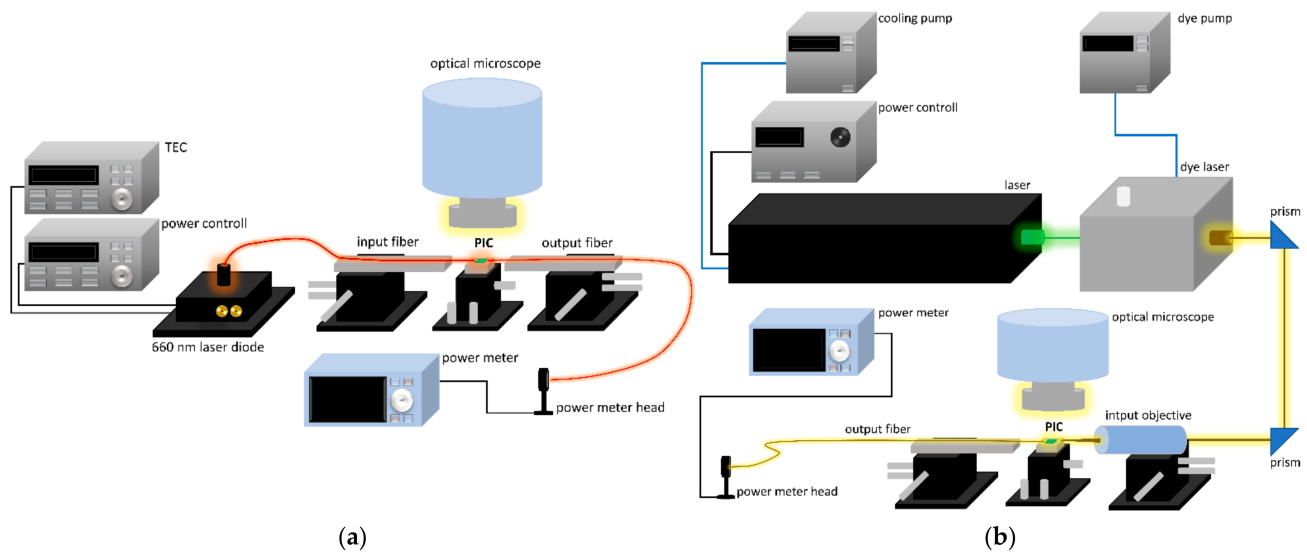 optical microscope
TEC
power controll
input fiber
PIC
output fiber
660 nm laser diode
power meter
power meter head
(a)
cooling pump
dye pump
power controll
laser
dye laser
prism
power meter
optical microscope
output fiber
PIC
intput objective
prism
power meter head
(b)